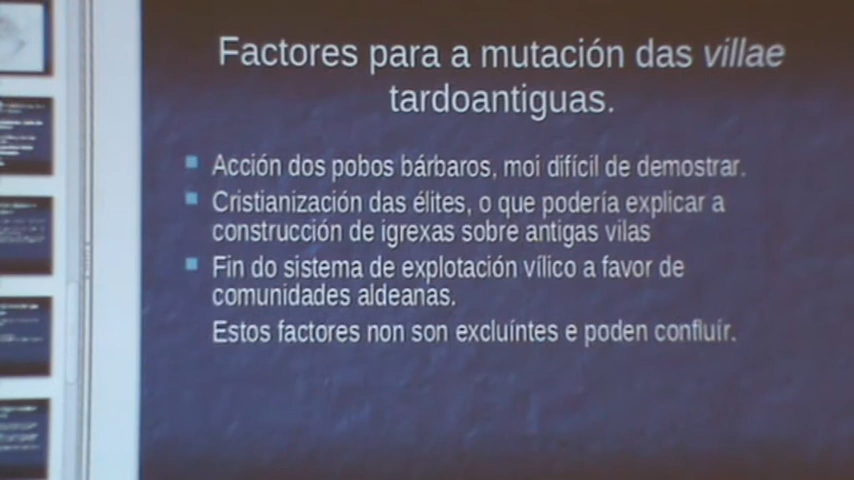 Factores para a mutación das villae
tardoantiguas.
Acción dos pobos bárbaros, moi difícil de demostrar.
Cristianización das élites, o que podería explicar a
construcción de igrexas sobre antigas vilas
Fin do sistema de explotación vílico a favor de
comunidades aldeanas.
Estos factores non son excluíntes e poden confluír.